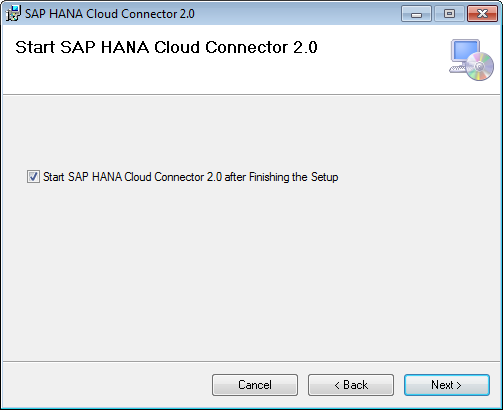 SAP HANA Cloud Connector 2.0
Start SAP HANA Cloud Connector 2.0
Start SAP HANA Cloud Connector 2.0 after Finishing the Setup
Cancel
< Back
Next >